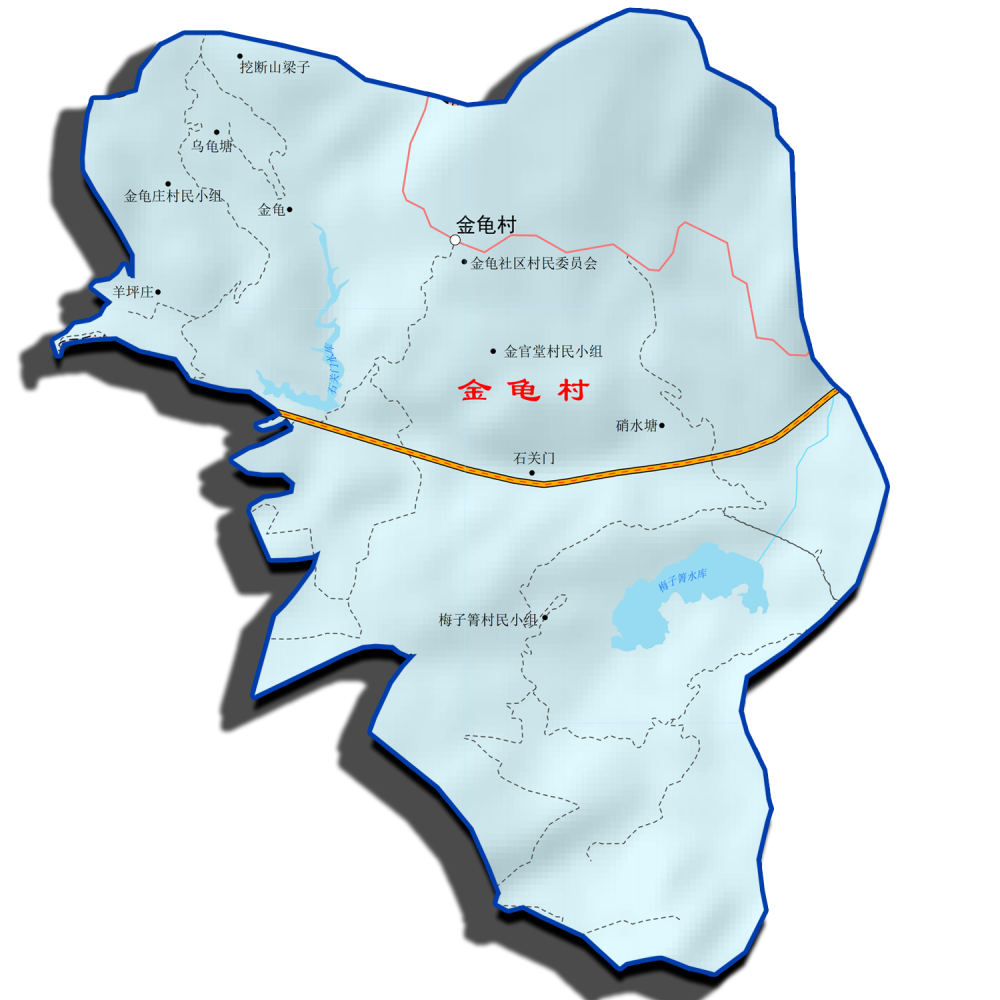 挖断山梁子
乌龟塘
金龟庄村民小组
金龟
金龟村
金龟社区村民委员会
羊坪庄
石关门水库
金官堂村民小组
金龟村
硝水塘
石关门
梅子箐水库
梅子箐村民小组